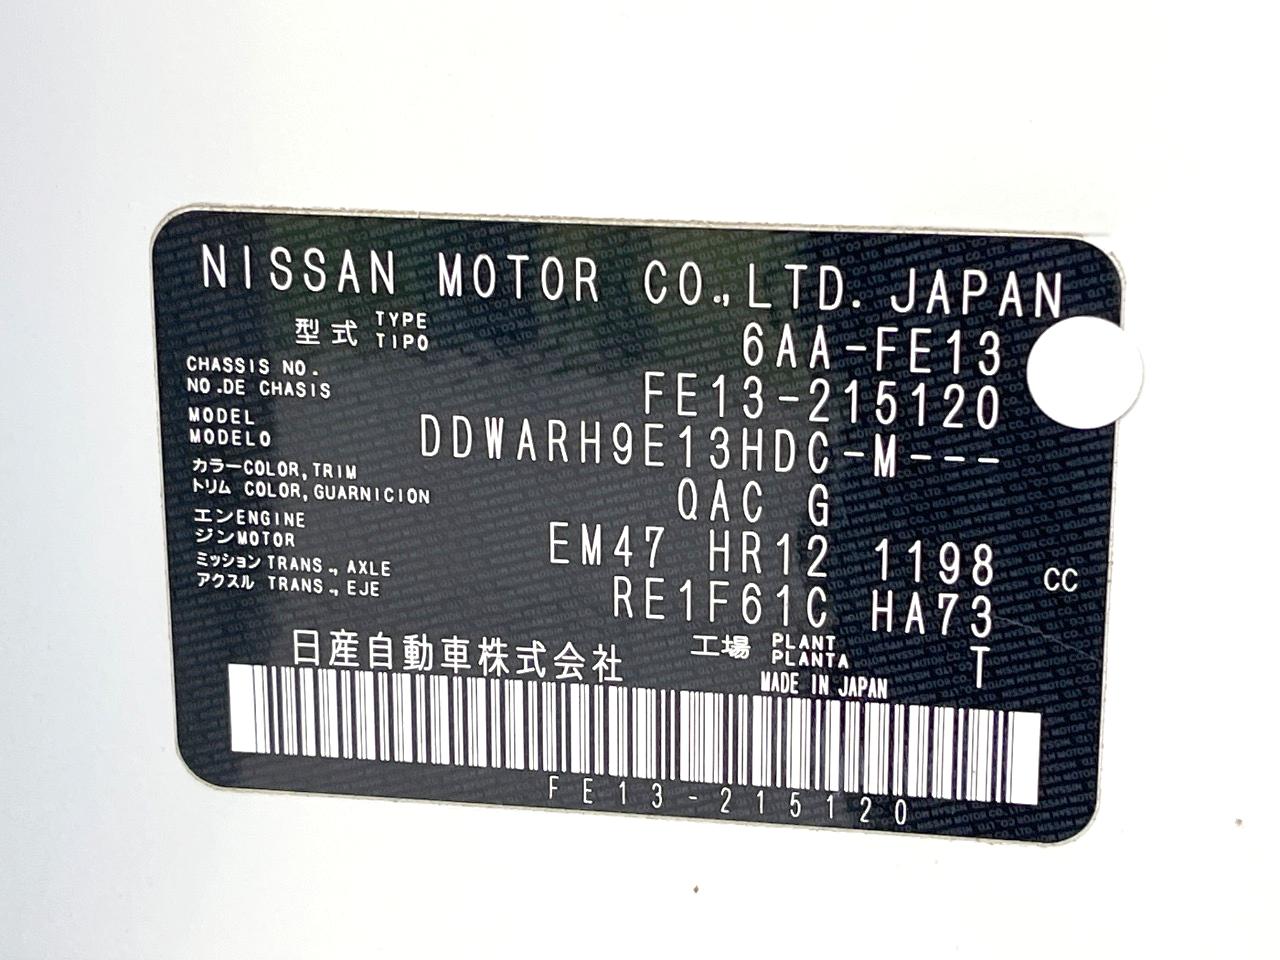 NISSAN MOTOR CO.,LTD. JAPAN
型式 TYPE TIPO 6AA-FE13
CHASSIS NO.
NO.DE CHASIS FE13-215120
MODEL
MODELO DDWARH9E13HDC-M---
カラーCOLOR,TRIM
トリム COLOR,GUARNICION QAC G
エンENGINE
ジンMOTOR EM47 HR12 1198 CC
ミッションTRANS.,AXLE
アクスル TRANS.,EJE RE1F61C HA73
日産自動車株式会社 工場 PLANT PLANTA T
MADE IN JAPAN
FE13-215120